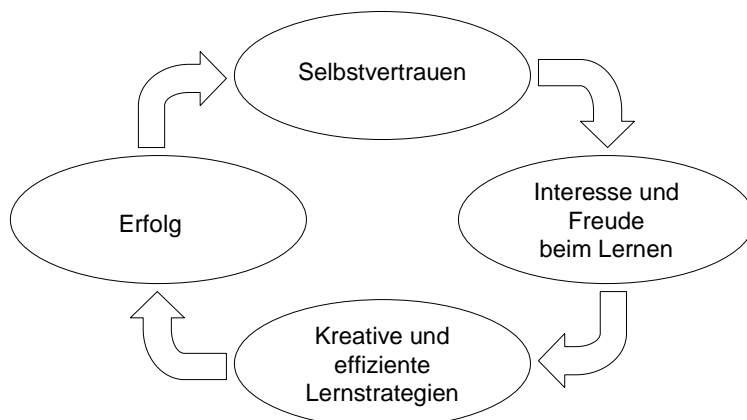 Selbstvertrauen
Interesse und
Freude
beim Lernen
Erfolg
Kreative und
effiziente
Lernstrategien